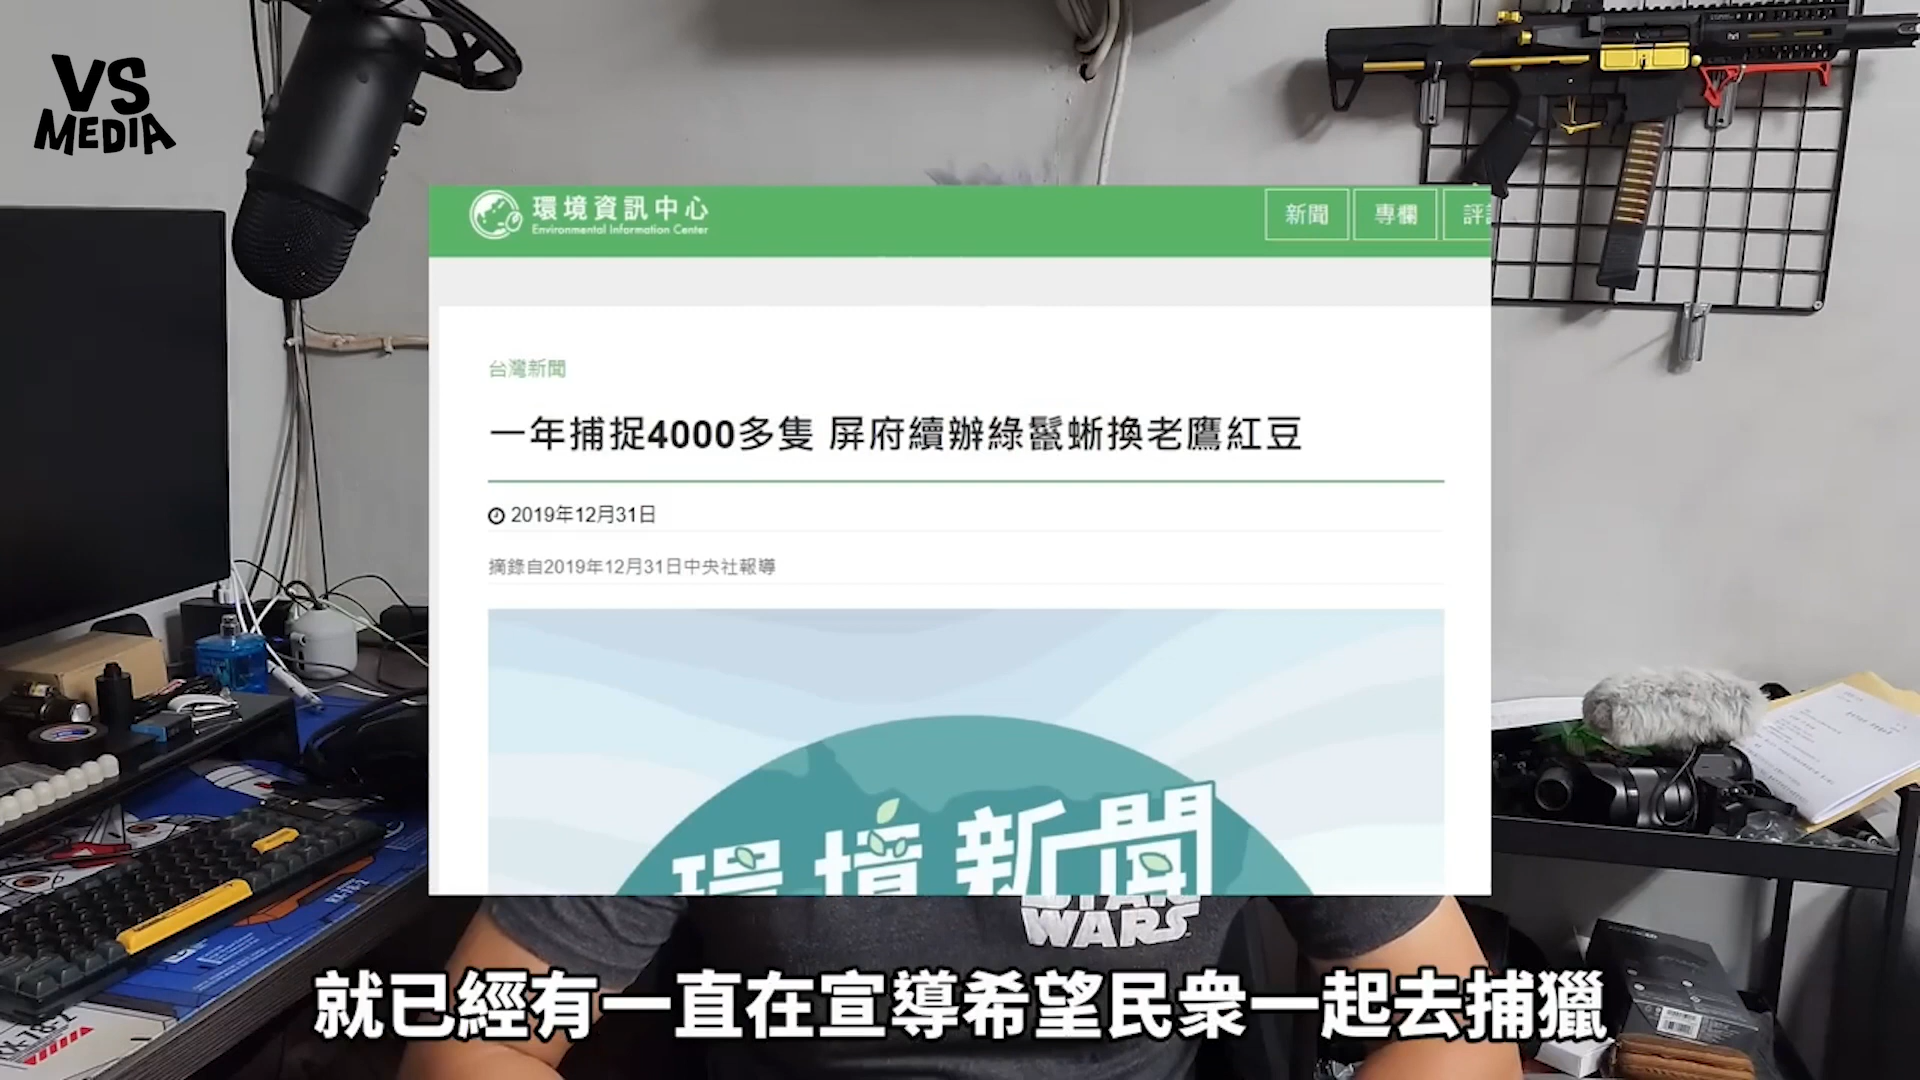 VS
MEDIA
環境資訊中心
Environmental Information Center
新聞
專欄
台灣新聞
一年捕捉4000多隻 屏府續辦綠鬣蜥換老鷹紅豆
2019年12月31日
摘錄自2019年12月31日中央社報導
環境新聞
STAR
WARS
RX-78-2
就已經有一直在宣導希望民眾一起去捕獵